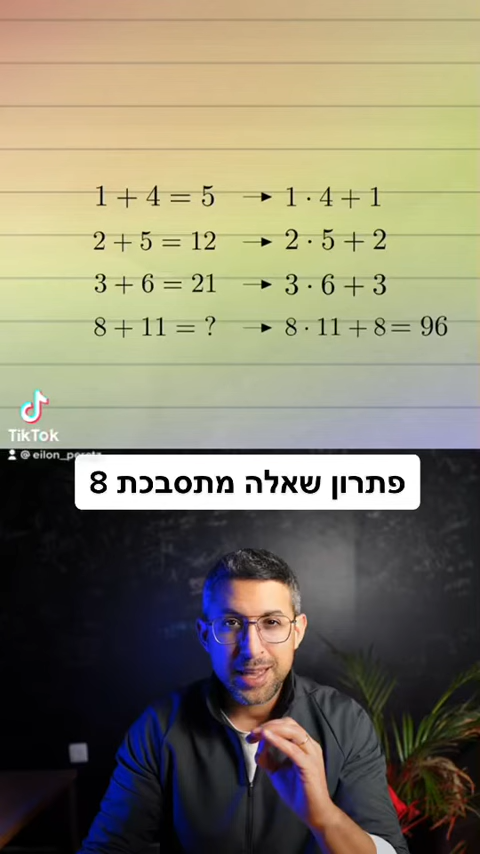 1 + 4 = 5 → 1 · 4 + 1
2 + 5 = 12 → 2 · 5 + 2
3 + 6 = 21 → 3 · 6 + 3
8 + 11 = ? → 8 · 11 + 8 = 96
TikTok
@eilon_peretz
פתרון שאלה מתסבכת 8